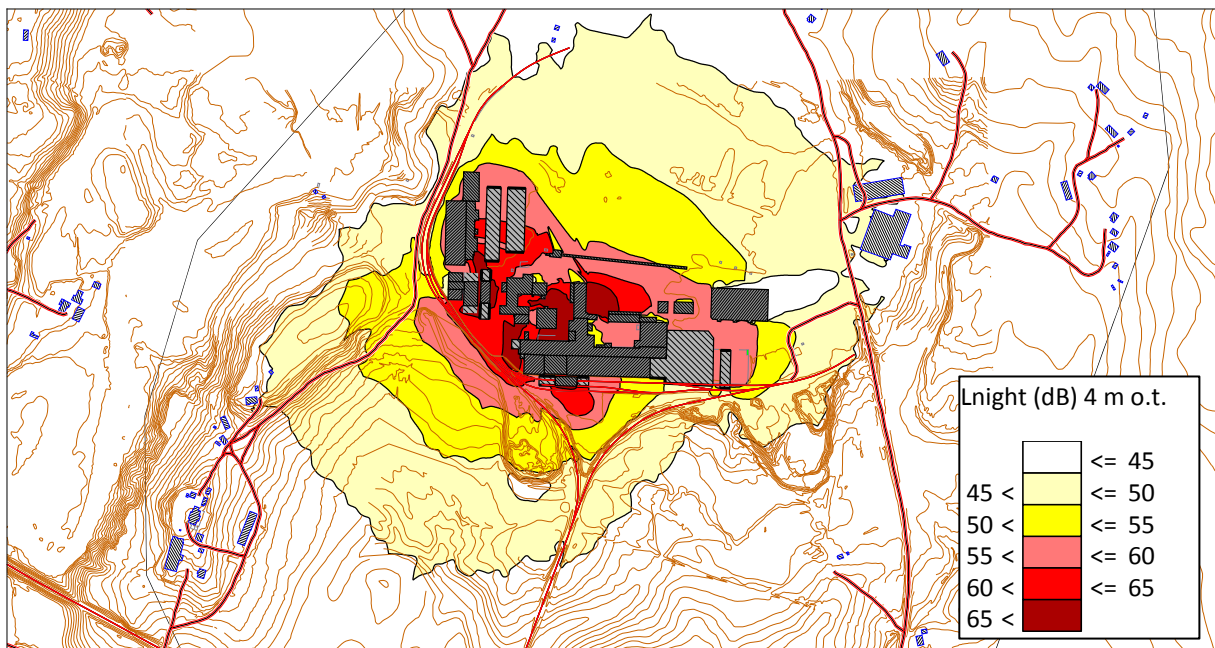 Lnight (dB) 4 m o.t.
<= 45
45 < <= 50
50 < <= 55
55 < <= 60
60 < <= 65
65 <